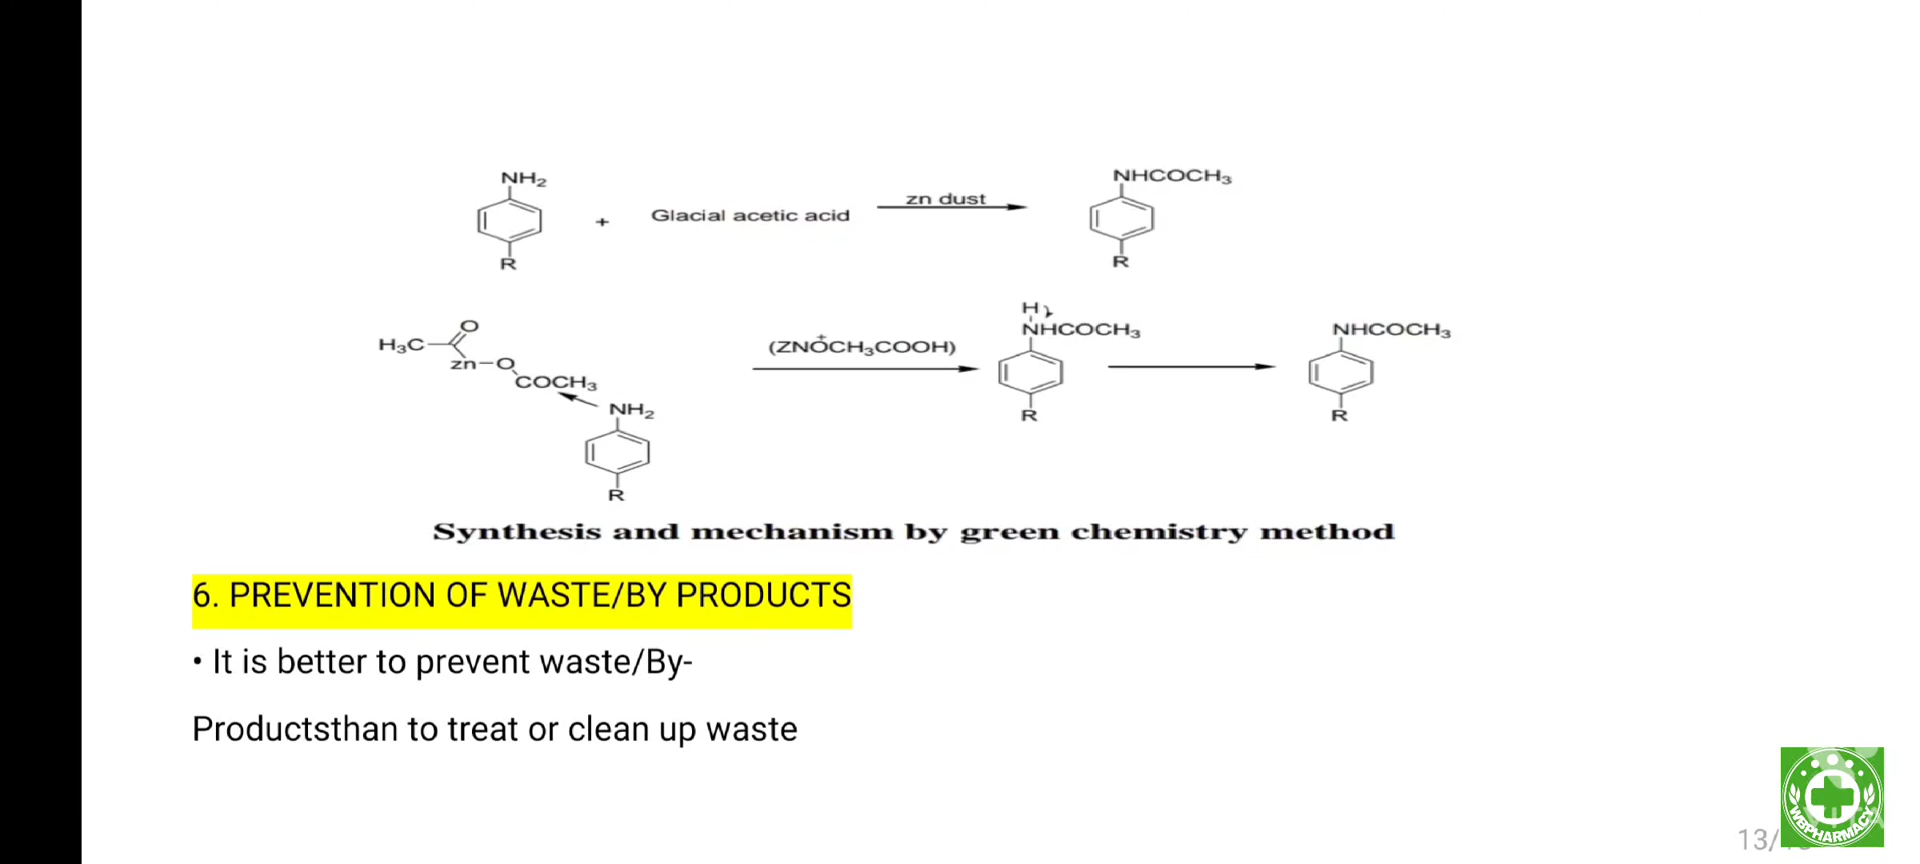 NH2
+ Glacial acetic acid
zn dust
NHCOCH3
R
R
H3C
O
zn-O
COCH3
NH2
R
(ZNOCH3COOH)
+
H
NHCOCH3
R
NHCOCH3
R
Synthesis and mechanism by green chemistry method
6. PREVENTION OF WASTE/BY PRODUCTS
• It is better to prevent waste/By-
Productsthan to treat or clean up waste
WBPHARMACY
13/